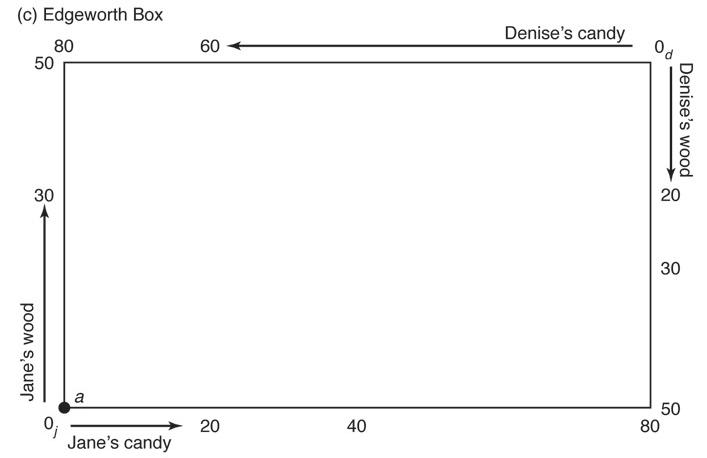 (c) Edgeworth Box
80
60
Denise's candy
0d
50
Denise's wood
30
20
30
Jane's wood
a
50
0j
20
40
80
Jane's candy